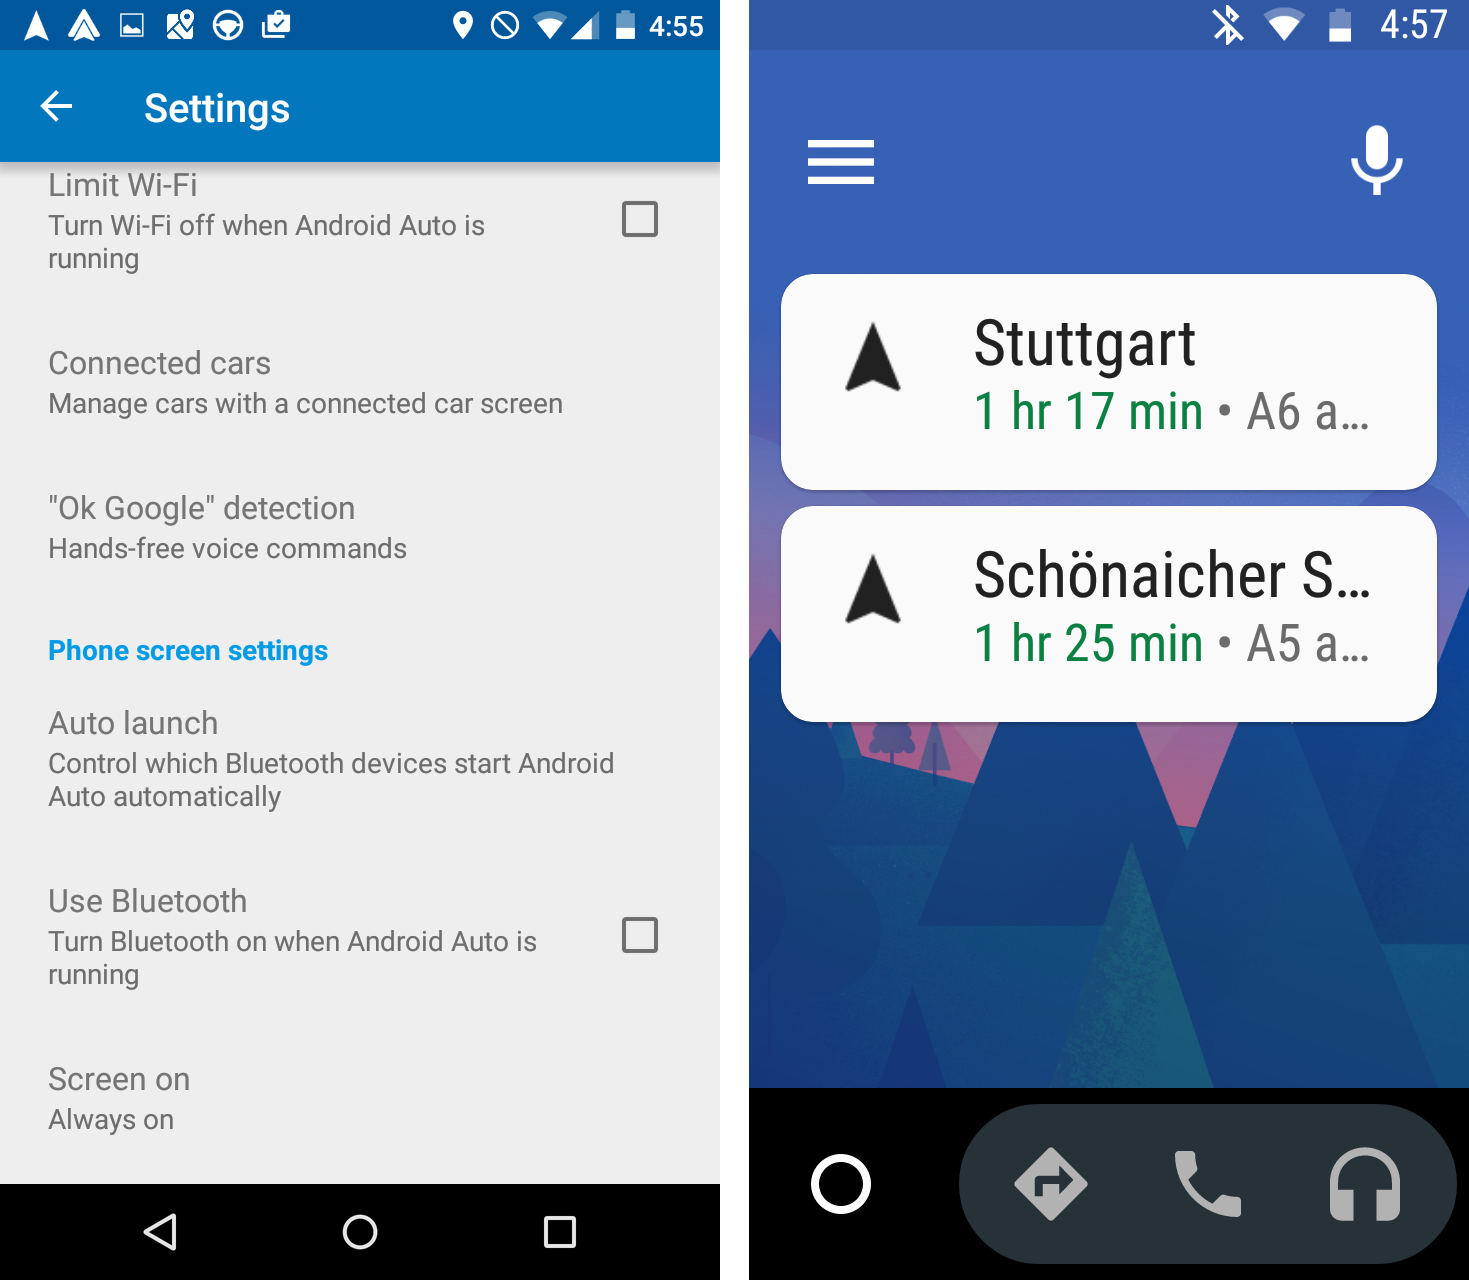 4:55
Settings
Limit Wi-Fi
Turn Wi-Fi off when Android Auto is
running
Connected cars
Manage cars with a connected car screen
"Ok Google" detection
Hands-free voice commands
Phone screen settings
Auto launch
Control which Bluetooth devices start Android
Auto automatically
Use Bluetooth
Turn Bluetooth on when Android Auto is
running
Screen on
Always on
4:57
Stuttgart
1 hr 17 min • A6 a...
Schönaicher S...
1 hr 25 min • A5 a...